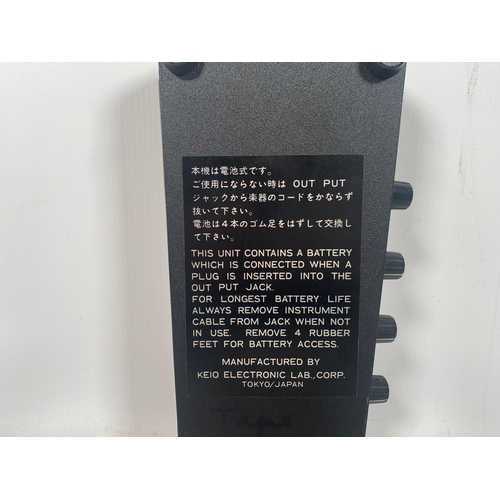 本機は電池式です。
ご使用にならない時は OUT PUT
ジャックから楽器のコードをかならず
抜いて下さい。
電池は4本のゴム足をはずして交換し
て下さい。
THIS UNIT CONTAINS A BATTERY
WHICH IS CONNECTED WHEN A
PLUG IS INSERTED INTO THE
OUT PUT JACK.
FOR LONGEST BATTERY LIFE
ALWAYS REMOVE INSTRUMENT
CABLE FROM JACK WHEN NOT
IN USE. REMOVE 4 RUBBER
FEET FOR BATTERY ACCESS.
MANUFACTURED BY
KEIO ELECTRONIC LAB.,CORP.
TOKYO/JAPAN